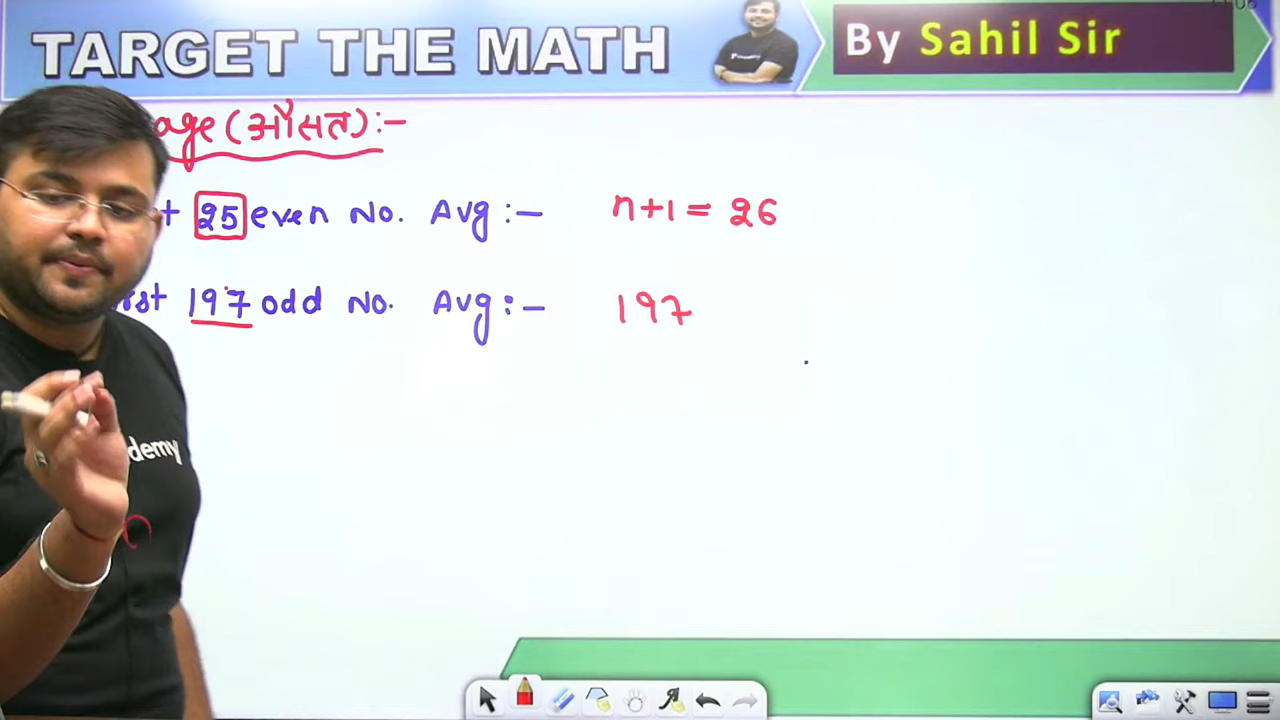 TARGET THE MATH
By Sahil Sir
age (औसत) :-
t 25 even No. Avg :- n+1 = 26
rst 197 odd No. Avg :- 197
demy